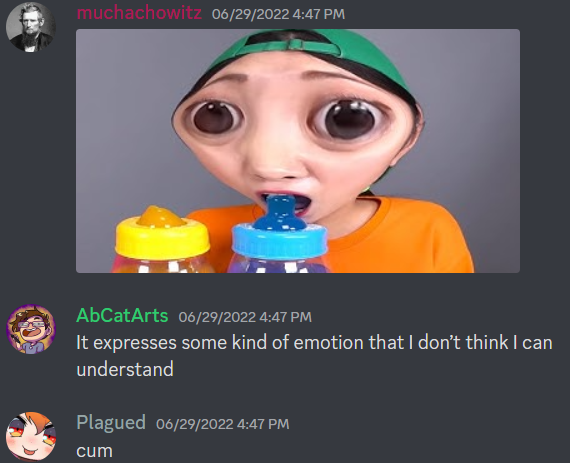 muchachowitz 06/29/2022 4:47 PM
AbCatArts 06/29/2022 4:47 PM
It expresses some kind of emotion that I don't think I can
understand
Plagued 06/29/2022 4:47 PM
cum